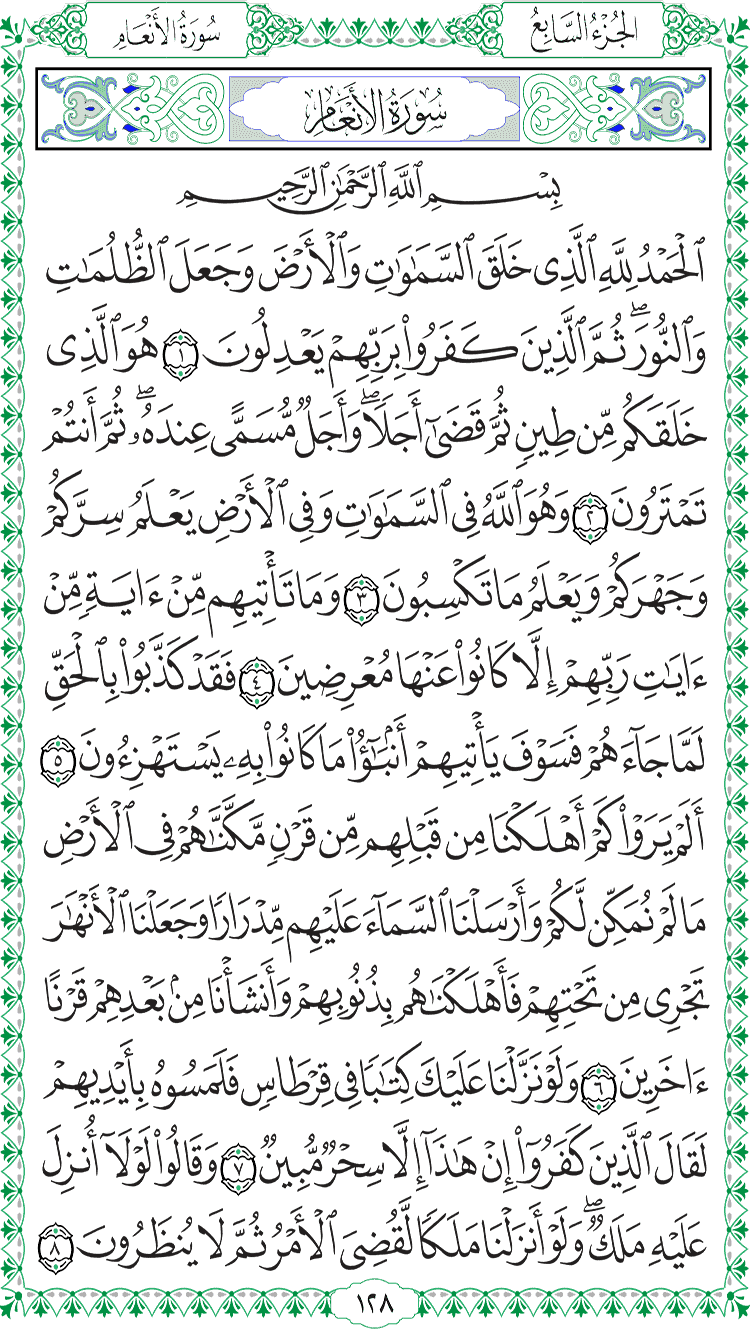 الجُزْءُ السَّابِعُ
سُورَةُ الأَنْعَامِ
سُورَةُ الأَنْعَامِ
بِسْمِ ٱللَّهِ ٱلرَّحْمَٰنِ ٱلرَّحِيمِ
ٱلْحَمْدُ لِلَّهِ ٱلَّذِى خَلَقَ ٱلسَّمَٰوَٰتِ وَٱلْأَرْضَ وَجَعَلَ ٱلظُّلُمَٰتِ
وَٱلنُّورَۖ ثُمَّ ٱلَّذِينَ كَفَرُوا۟ بِرَبِّهِمْ يَعْدِلُونَ ١ هُوَ ٱلَّذِى
خَلَقَكُم مِّن طِينٍ ثُمَّ قَضَىٰٓ أَجَلًاۖ وَأَجَلٌ مُّسَمًّى عِندَهُۥۖ ثُمَّ أَنتُمْ
تَمْتَرُونَ ٢ وَهُوَ ٱللَّهُ فِى ٱلسَّمَٰوَٰتِ وَفِى ٱلْأَرْضِ يَعْلَمُ سِرَّكُمْ
وَجَهْرَكُمْ وَيَعْلَمُ مَا تَكْسِبُونَ ٣ وَمَا تَأْتِيهِم مِّنْ ءَايَةٍ مِّنْ
ءَايَٰتِ رَبِّهِمْ إِلَّا كَانُوا۟ عَنْهَا مُعْرِضِينَ ٤ فَقَدْ كَذَّبُوا۟ بِٱلْحَقِّ
لَمَّا جَآءَهُمْ فَسَوْفَ يَأْتِيهِمْ أَنۢبَٰٓؤُا۟ مَا كَانُوا۟ بِهِۦ يَسْتَهْزِءُونَ ٥
أَلَمْ يَرَوْا۟ كَمْ أَهْلَكْنَا مِن قَبْلِهِم مِّن قَرْنٍ مَّكَّنَّٰهُمْ فِى ٱلْأَرْضِ
مَا لَمْ نُمَكِّن لَّكُمْ وَأَرْسَلْنَا ٱلسَّمَآءَ عَلَيْهِم مِّدْرَارًا وَجَعَلْنَا ٱلْأَنْهَٰرَ
تَجْرِى مِن تَحْتِهِمْ فَأَهْلَكْنَٰهُم بِذُنُوبِهِمْ وَأَنشَأْنَا مِنۢ بَعْدِهِمْ قَرْنًا
ءَاخَرِينَ ٦ وَلَوْ نَزَّلْنَا عَلَيْكَ كِتَٰبًا فِى قِرْطَاسٍ فَلَمَسُوهُ بِأَيْدِيهِمْ
لَقَالَ ٱلَّذِينَ كَفَرُوٓا۟ إِنْ هَٰذَآ إِلَّا سِحْرٌ مُّبِينٌ ٧ وَقَالُوا۟ لَوْلَآ أُنزِلَ
عَلَيْهِ مَلَكٌۖ وَلَوْ أَنزَلْنَا مَلَكًا لَّقُضِىَ ٱلْأَمْرُ ثُمَّ لَا يُنظَرُونَ ٨
١٢٨